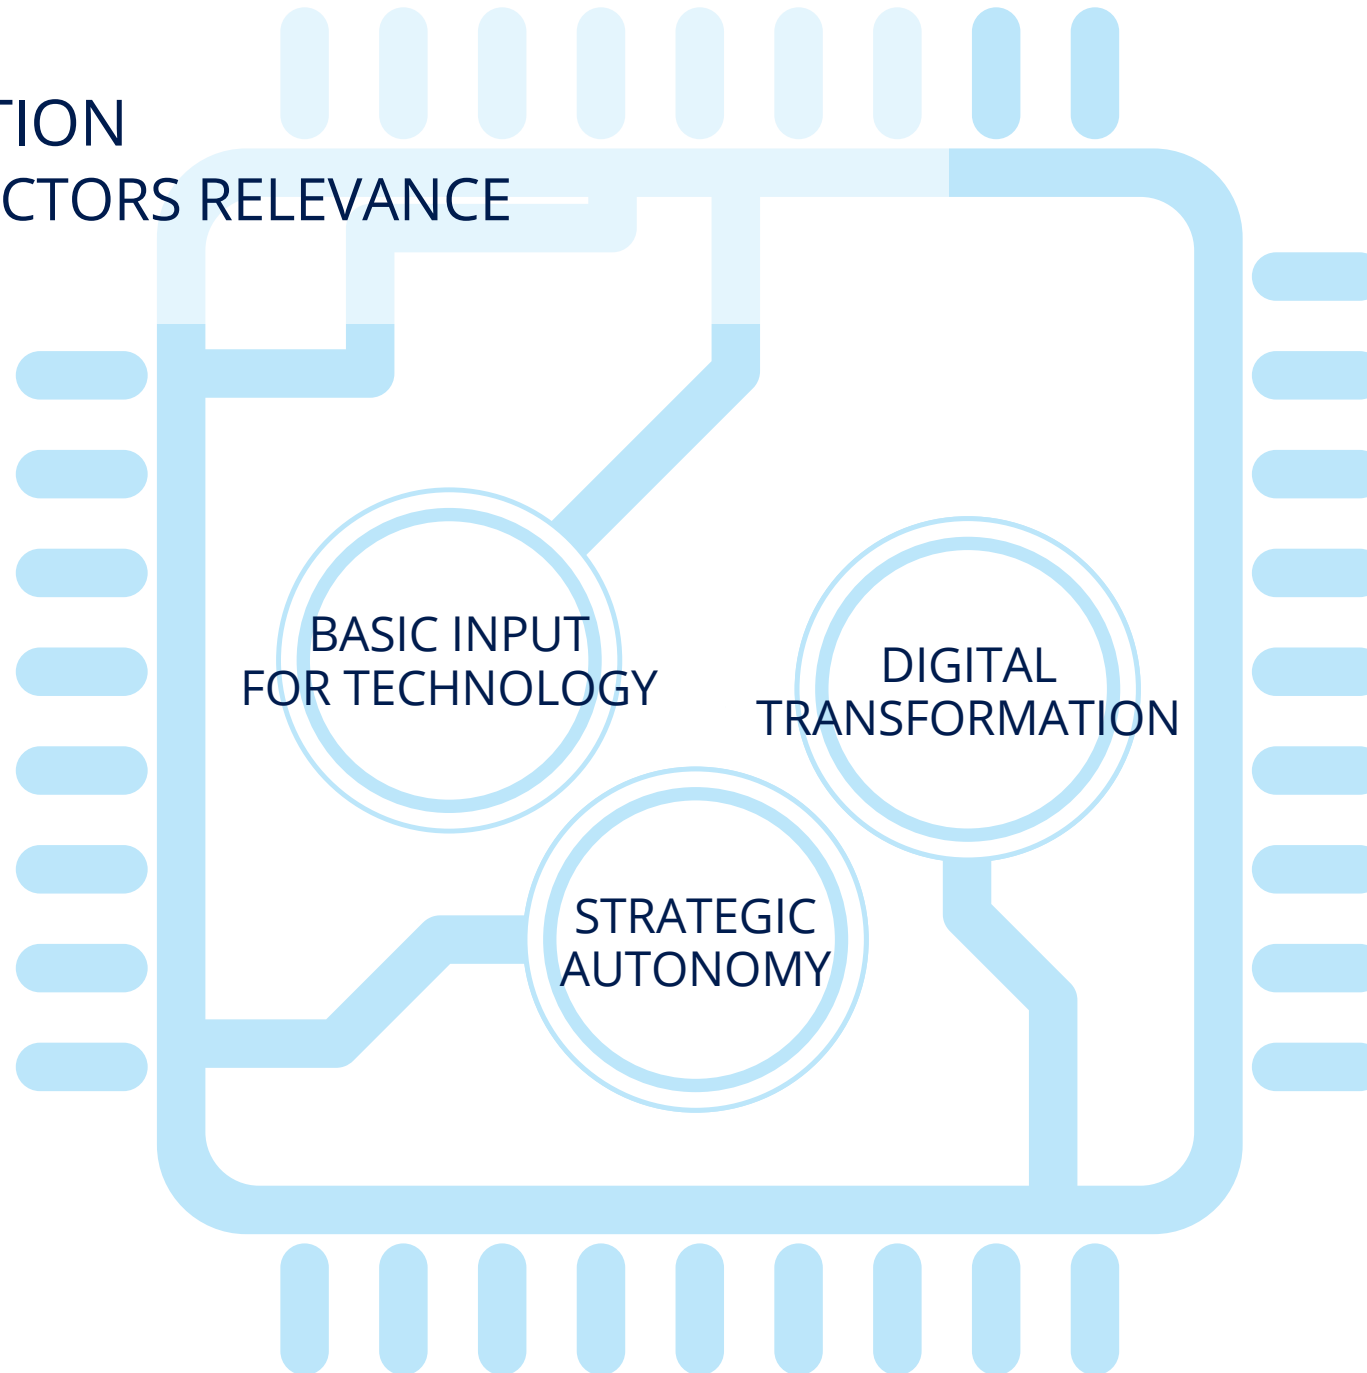 TION
CTORS RELEVANCE
BASIC INPUT
FOR TECHNOLOGY
DIGITAL
TRANSFORMATION
STRATEGIC
AUTONOMY